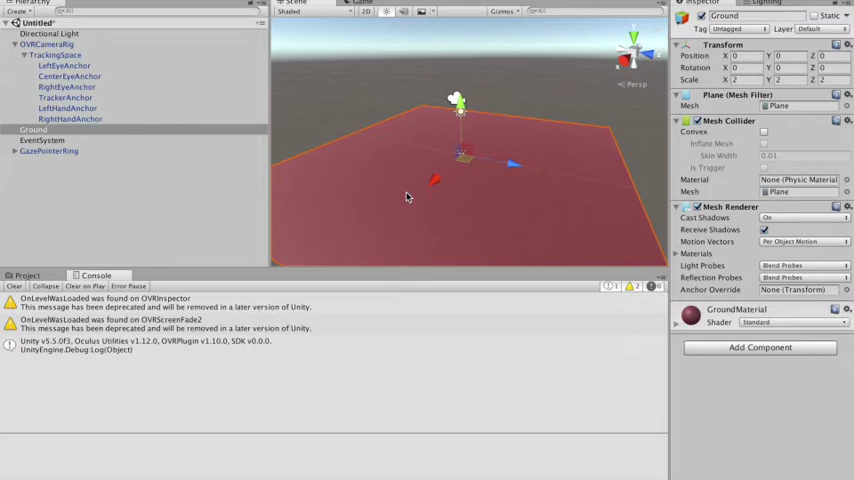 Hierarchy
Create
All
Untitled*
Directional Light
OVRCameraRig
TrackingSpace
LeftEyeAnchor
CenterEyeAnchor
RightEyeAnchor
TrackerAnchor
LeftHandAnchor
RightHandAnchor
Ground
EventSystem
GazePointerRing
Scene
Game
Shaded
2D
Gizmos
All
y
x
Persp
Inspector
Lighting
Ground
Static
Tag Untagged
Layer Default
Transform
Position X 0 Y 0 Z 0
Rotation X 0 Y 0 Z 0
Scale X 2 Y 2 Z 2
Plane (Mesh Filter)
Mesh Plane
Mesh Collider
Convex
Inflate Mesh
Skin Width 0.01
Is Trigger
Material None (Physic Material
Mesh Plane
Mesh Renderer
Cast Shadows On
Receive Shadows
Motion Vectors Per Object Motion
Materials
Light Probes Blend Probes
Reflection Probes Blend Probes
Anchor Override None (Transform)
GroundMaterial
Shader Standard
Add Component
Project
Console
Clear
Collapse
Clear on Play
Error Pause
1
2
0
OnLevelWasLoaded was found on OVRInspector
This message has been deprecated and will be removed in a later version of Unity.
OnLevelWasLoaded was found on OVRScreenFade2
This message has been deprecated and will be removed in a later version of Unity.
Unity v5.5.0f3, Oculus Utilities v1.12.0, OVRPlugin v1.10.0, SDK v0.0.0.
UnityEngine.Debug:Log(Object)